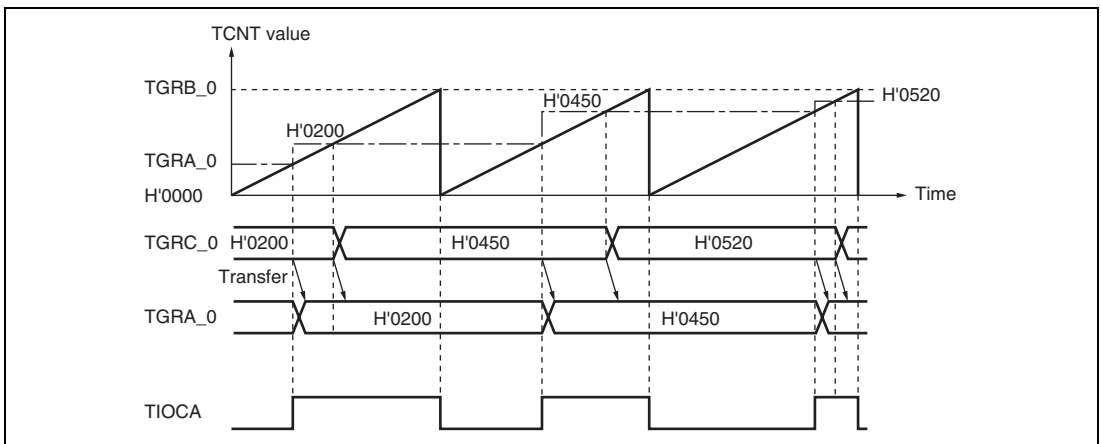 TCNT value
TGRB_0
H'0520
H'0450
H'0200
TGRA_0
H'0000
Time
TGRC_0 H'0200 H'0450 H'0520
Transfer
TGRA_0 H'0200 H'0450
TIOCA